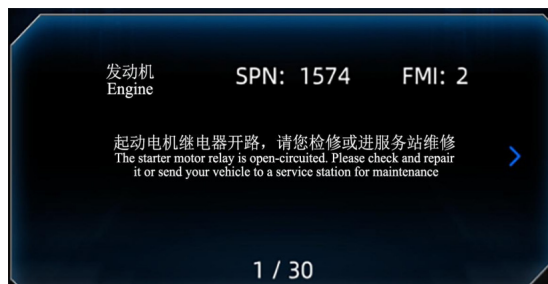 发动机 SPN: 1574 FMI: 2
Engine
起动电机继电器开路，请您检修或进服务站维修
The starter motor relay is open-circuited. Please check and repair
it or send your vehicle to a service station for maintenance
1 / 30